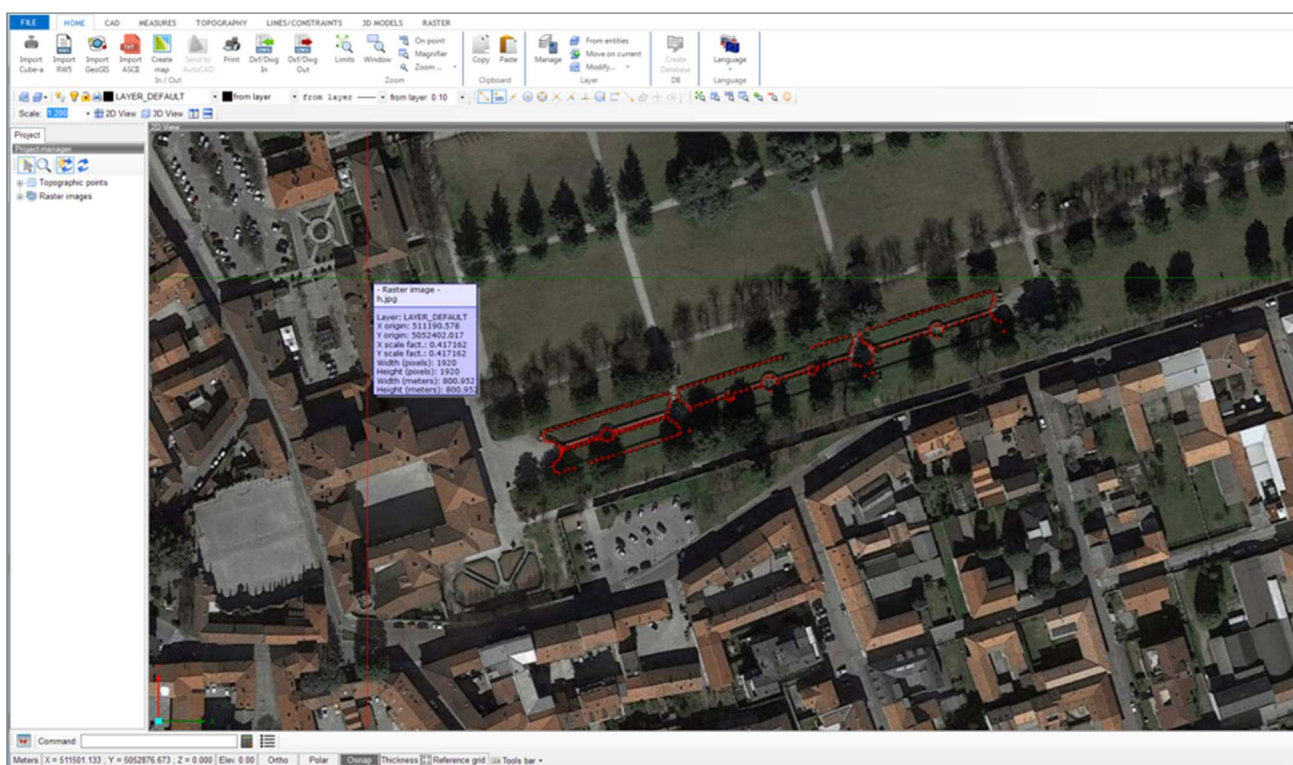 FILE HOME CAD MEASURES TOPOGRAPHY LINES/CONSTRAINTS 3D MODELS RASTER
Import Cube-a
Import RW5
Import GeoGIS
Import ASCII
Create map
Send to AutoCAD
Print
Dxf/Dwg In
Dxf/Dwg Out
Limits
Window
On point
Magnifier
Zoom...
Copy
Paste
Manage
From entities
Move on current
Modify...
Create Database
Language
In / Out Zoom Clipboard Layer DB Language
LAYER_DEFAULT from layer from layer from layer: 0.10
Scale: 1:200 2D View 3D View
Project
2D View
Project manager
Topographic points
Raster images
- Raster image -
h.jpg
Layer: LAYER_DEFAULT
X origin: 511190.578
Y origin: 5052402.017
X scale fact.: 0.417162
Y scale fact.: 0.417162
Width (pixels): 1920
Height (pixels): 1920
Width (meters): 800.952
Height (meters): 800.952
X
Command:
Meters X = 511501.133 ; Y = 5052876.673 ; Z = 0.000 Elev: 0.00 Ortho Polar Osnap Thickness Reference grid Tools bar